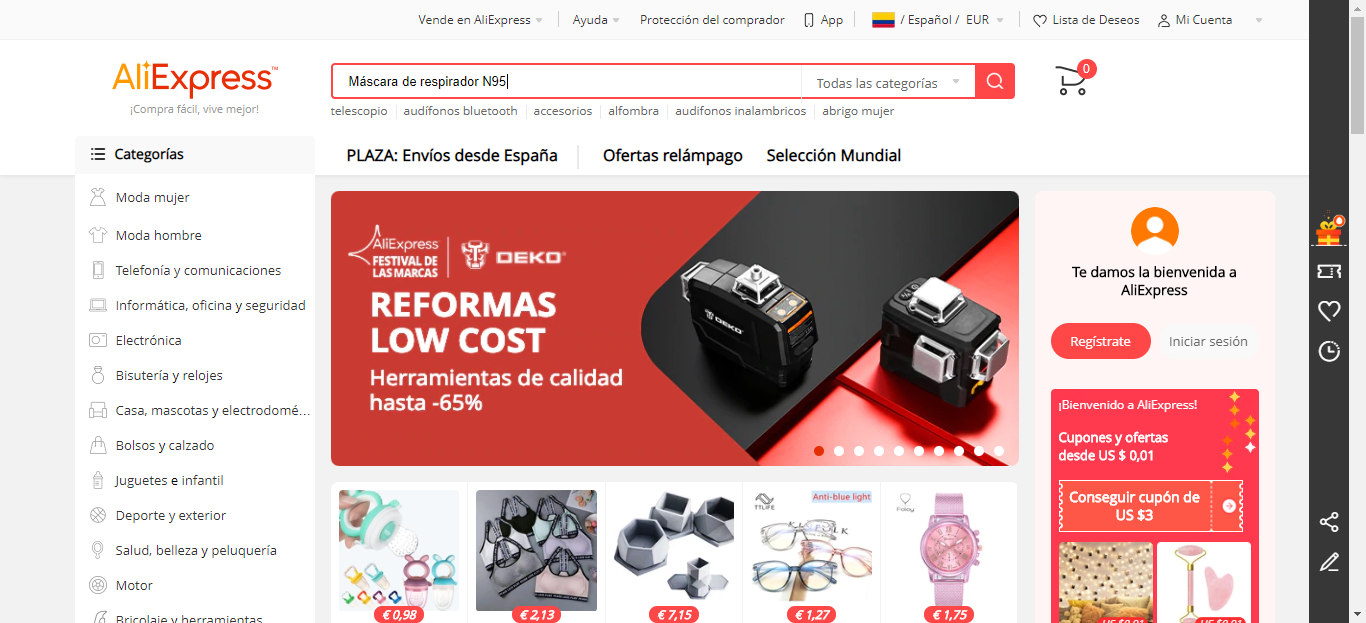 Vende en AliExpress
Ayuda
Protección del comprador
App
/ Español / EUR
Lista de Deseos
Mi Cuenta
AliExpress™
¡Compra fácil, vive mejor!
Máscara de respirador N95
Todas las categorías
0
telescopio
audífonos bluetooth
accesorios
alfombra
audifonos inalambricos
abrigo mujer
Categorías
PLAZA: Envíos desde España
Ofertas relámpago
Selección Mundial
Moda mujer
Moda hombre
Telefonía y comunicaciones
Informática, oficina y seguridad
Electrónica
Bisutería y relojes
Casa, mascotas y electrodomé...
Bolsos y calzado
Juguetes e infantil
Deporte y exterior
Salud, belleza y peluquería
Motor
Bricolaje y herramientas
AliExpress
FESTIVAL DE
LAS MARCAS
DEKO®
REFORMAS
LOW COST
Herramientas de calidad
hasta -65%
DEKO
Te damos la bienvenida a
AliExpress
Regístrate
Iniciar sesión
¡Bienvenido a AliExpress!
Cupones y ofertas
desde US $ 0,01
Conseguir cupón de
US $3
€ 0,98
€ 2,13
€ 7,15
TTLIFE
Anti-blue light
€ 1,27
€ 1,75
US $0.01
US $0.01